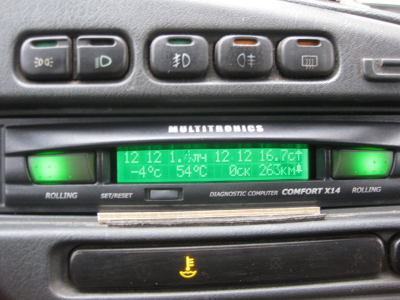 MULTITRONICS
12 12 1.4лч 12 12 16.7ст
-4°с 54°С 0ск 263км
ROLLING SET/RESET DIAGNOSTIC COMPUTER COMFORT X14 ROLLING